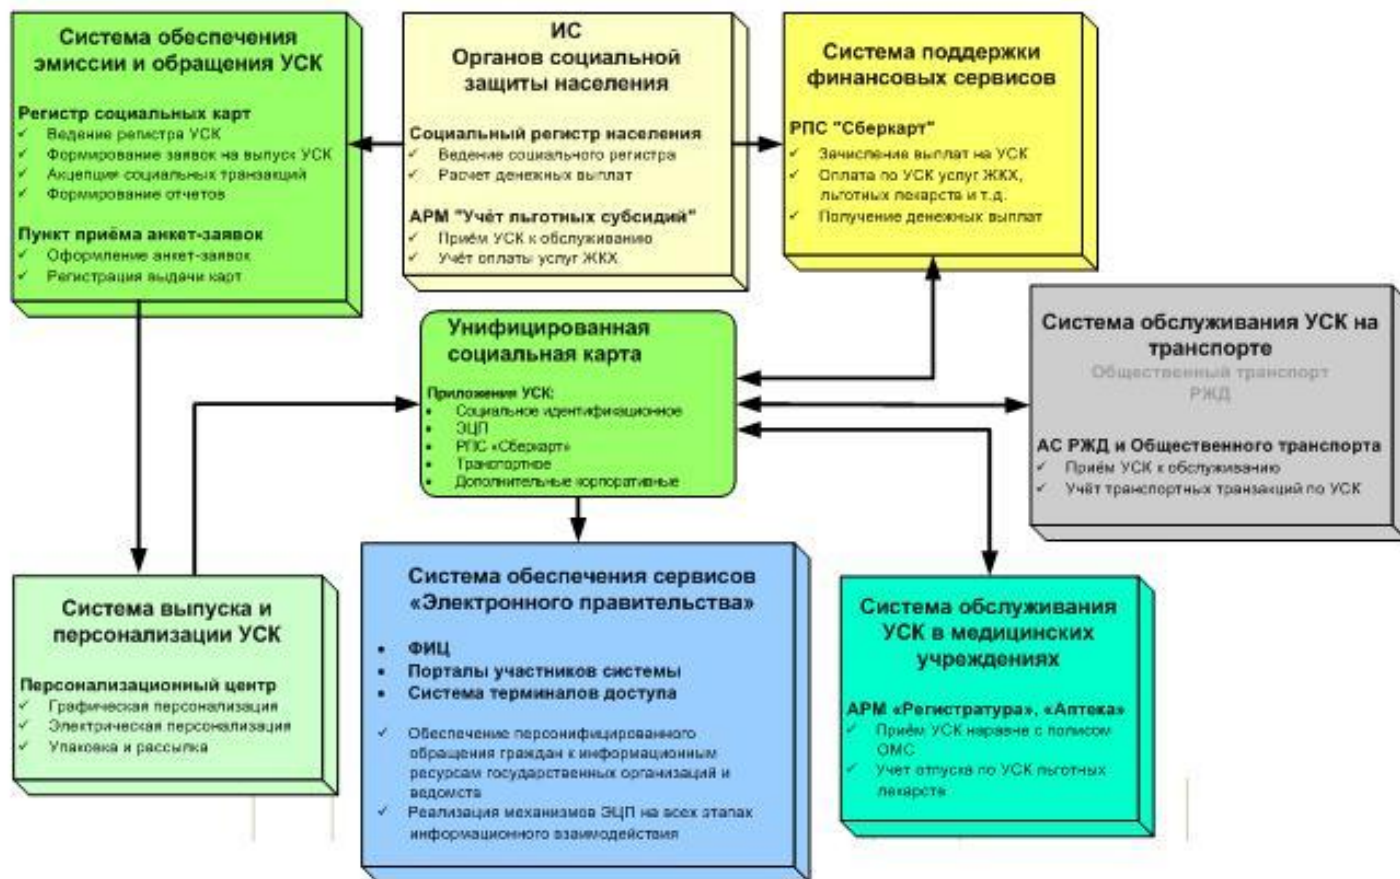 Система обеспечения
эмиссии и обращения УСК
Регистр социальных карт
Ведение регистра УСК
Формирование заявок на выпуск УСК
Акцепция социальных транзакций
Формирование отчетов
Пункт приёма анкет-заявок
Оформление анкет-заявок
Регистрация выдачи карт
ИС
Органов социальной
защиты населения
Социальный регистр населения
Ведение социального регистра
Расчет денежных выплат
АРМ "Учёт льготных субсидий"
Приём УСК к обслуживанию
Учёт оплаты услуг ЖКХ
Система поддержки
финансовых сервисов
РПС "Сберкарт"
Зачисление выплат на УСК
Оплата по УСК услуг ЖКХ,
льготных лекарств и т.д.
Получение денежных выплат
Унифицированная
социальная карта
Приложения УСК:
Социальное идентификационное
ЭЦП
РПС «Сберкарт»
Транспортное
Дополнительные корпоративные
Система обслуживания УСК на
транспорте
Общественный транспорт
РЖД
АС РЖД и Общественного транспорта
Приём УСК к обслуживанию
Учёт транспортных транзакций по УСК
Система выпуска и
персонализации УСК
Персонализационный центр
Графическая персонализация
Электрическая персонализация
Упаковка и рассылка
Система обеспечения сервисов
«Электронного правительства»
ФИЦ
Порталы участников системы
Система терминалов доступа
Обеспечение персонифицированного
обращения граждан к информационным
ресурсам государственных организаций и
ведомств
Реализация механизмов ЭЦП на всех этапах
информационного взаимодействия
Система обслуживания
УСК в медицинских
учреждениях
АРМ «Регистратура», «Аптека»
Приём УСК наравне с полисом
ОМС
Учет отпуска по УСК льготных
лекарств